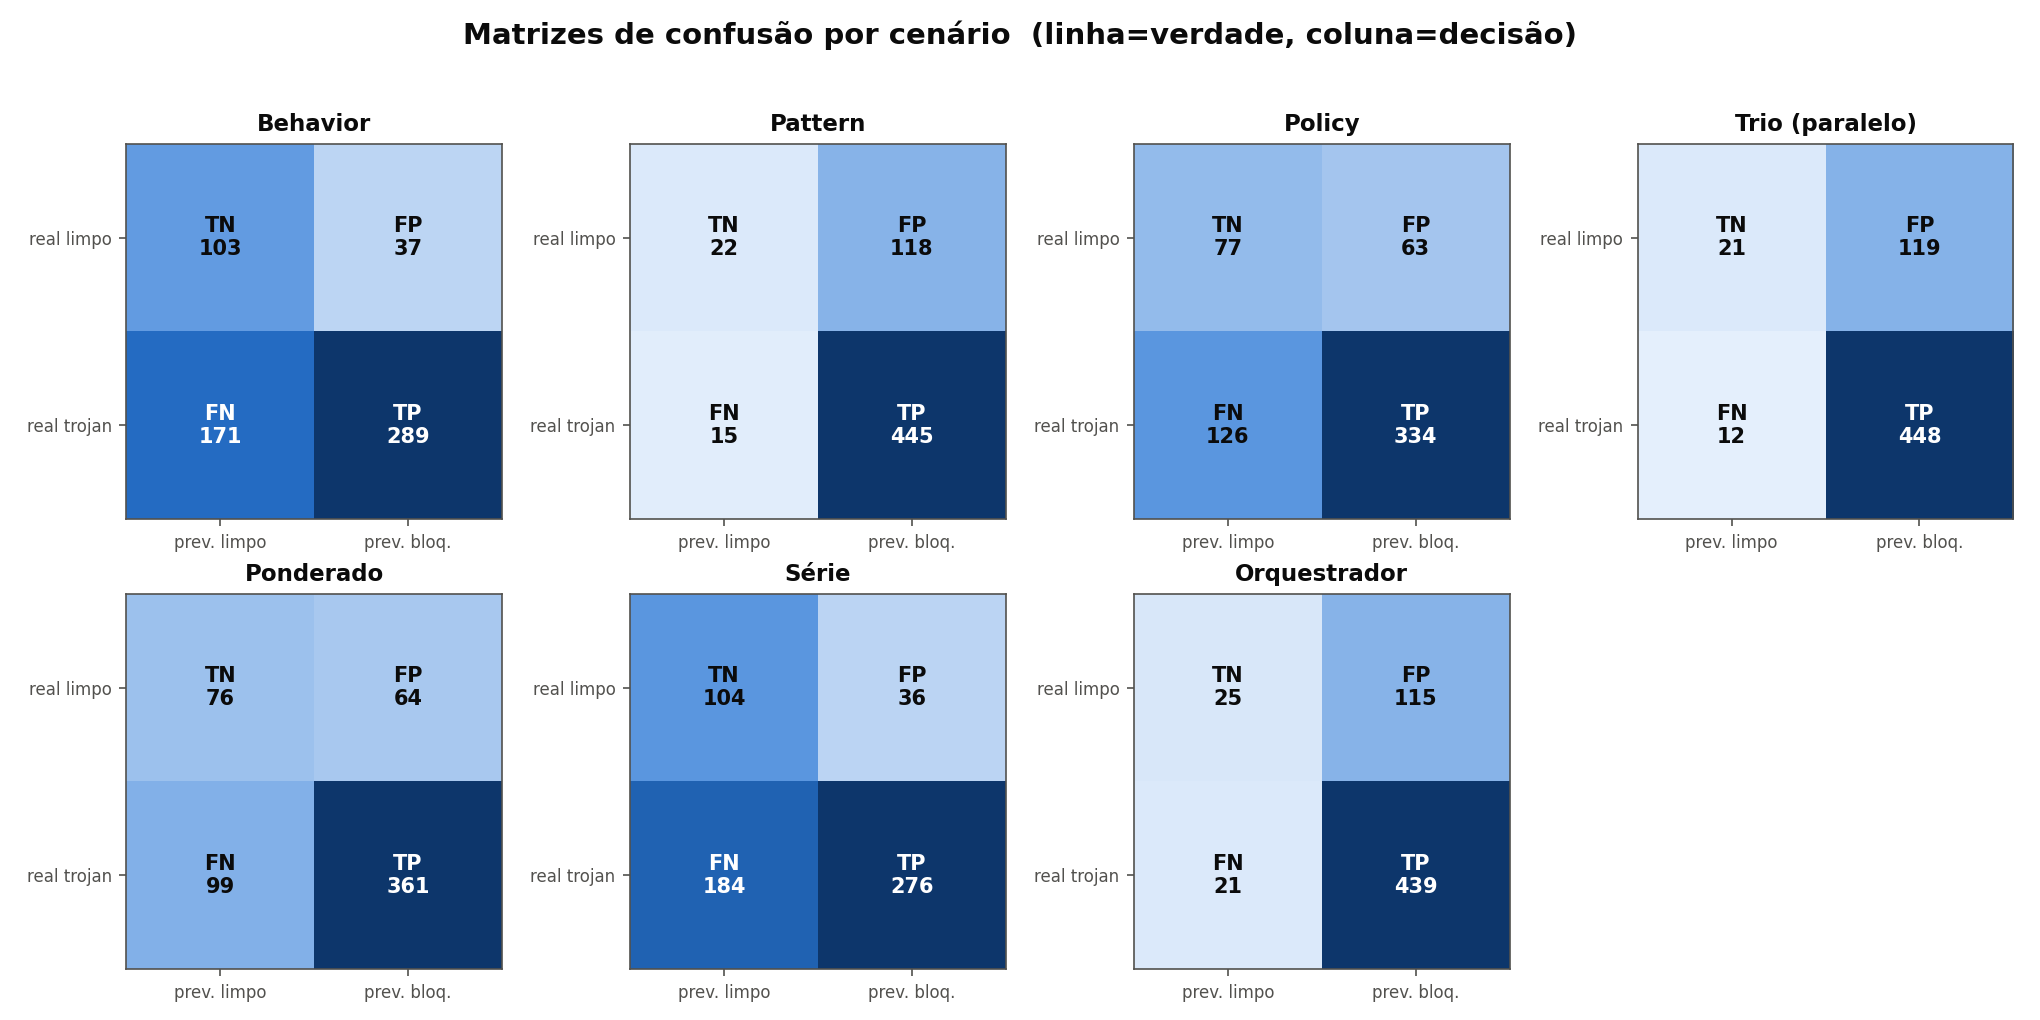 Matrizes de confusão por cenário (linha=verdade, coluna=decisão)
Behavior
real limpo
real trojan
TN
103
FP
37
FN
171
TP
289
prev. limpo
prev. bloq.
Pattern
real limpo
real trojan
TN
22
FP
118
FN
15
TP
445
prev. limpo
prev. bloq.
Policy
real limpo
real trojan
TN
77
FP
63
FN
126
TP
334
prev. limpo
prev. bloq.
Trio (paralelo)
real limpo
real trojan
TN
21
FP
119
FN
12
TP
448
prev. limpo
prev. bloq.
Ponderado
real limpo
real trojan
TN
76
FP
64
FN
99
TP
361
prev. limpo
prev. bloq.
Série
real limpo
real trojan
TN
104
FP
36
FN
184
TP
276
prev. limpo
prev. bloq.
Orquestrador
real limpo
real trojan
TN
25
FP
115
FN
21
TP
439
prev. limpo
prev. bloq.